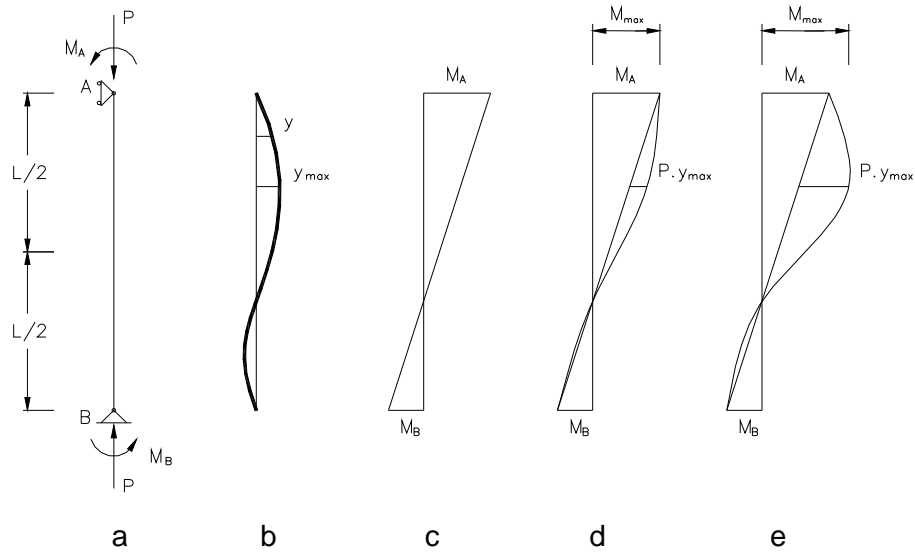 P
M_A
A
L/2
L/2
B
M_B
P
y
y_max
M_A
M_B
M_max
M_A
P.y_max
M_B
M_max
M_A
P.y_max
M_B
a b c d e